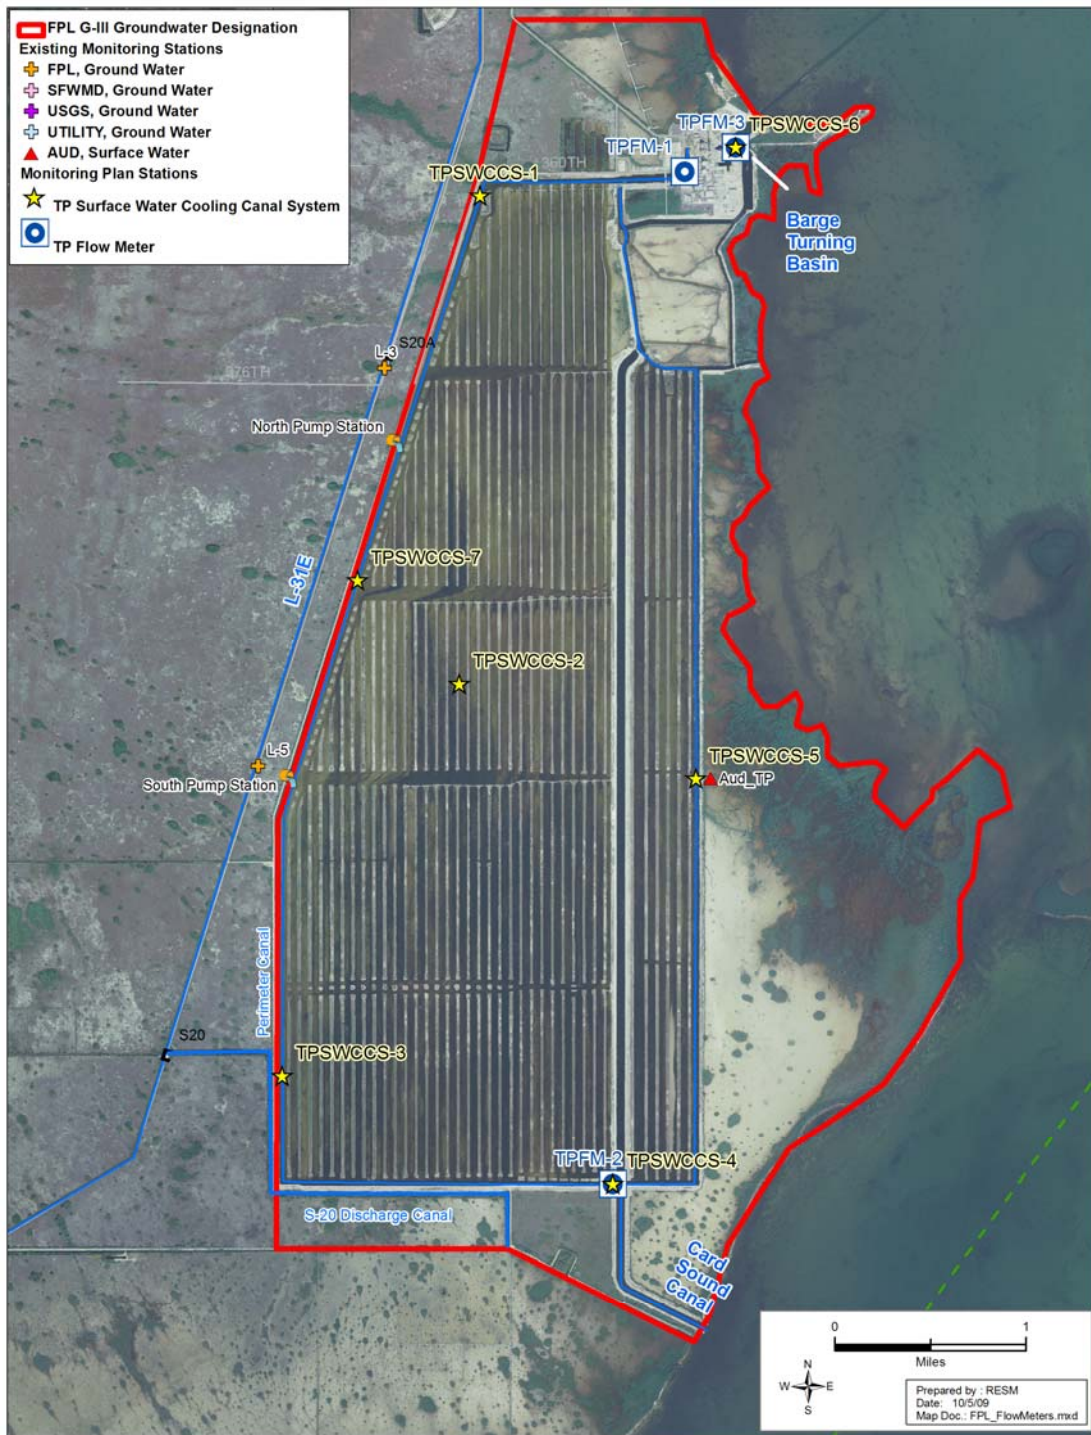 FPL G-III Groundwater Designation
Existing Monitoring Stations
FPL, Ground Water
SFWMD, Ground Water
USGS, Ground Water
UTILITY, Ground Water
AUD, Surface Water
Monitoring Plan Stations
TP Surface Water Cooling Canal System
TP Flow Meter
TPFM-3
TPSWCCS-6
TPFM-1
360TH
TPSWCCS-1
Barge
Turning
Basin
S20A
L-3
376TH
North Pump Station
L-31E
TPSWCCS-7
TPSWCCS-2
L-5
South Pump Station
TPSWCCS-5
Aud_TP
Perimeter Canal
S20
TPSWCCS-3
TPFM-2
TPSWCCS-4
S-20 Discharge Canal
Card
Sound
Canal
0 1
Miles
N
W E
S
Prepared by : RESM
Date: 10/5/09
Map Doc.: FPL_FlowMeters.mxd